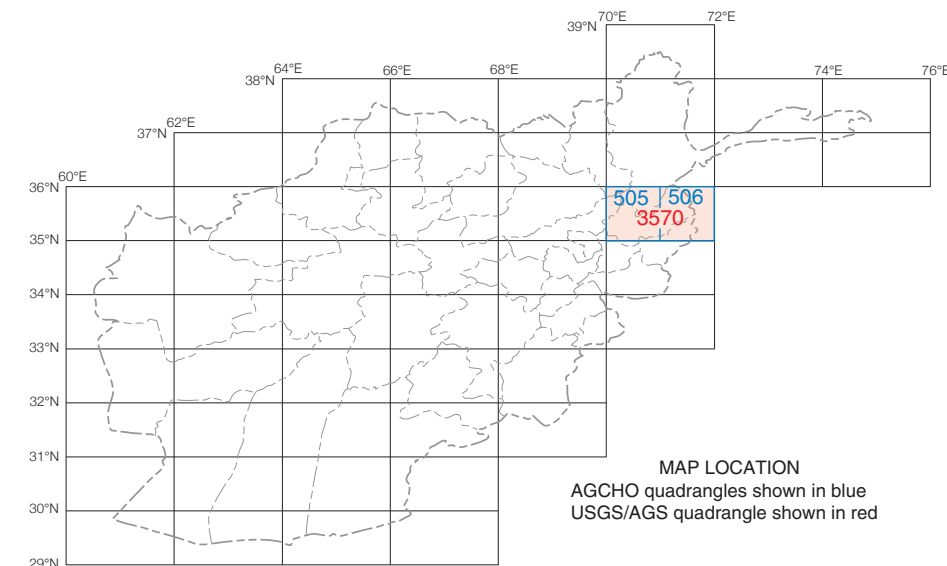 70°E 72°E
39°N
64°E 66°E 68°E 74°E 76°E
38°N
62°E
37°N
60°E
36°N
505 506
3570
35°N
34°N
33°N
32°N
31°N
MAP LOCATION
AGCHO quadrangles shown in blue
USGS/AGS quadrangle shown in red
30°N
29°N